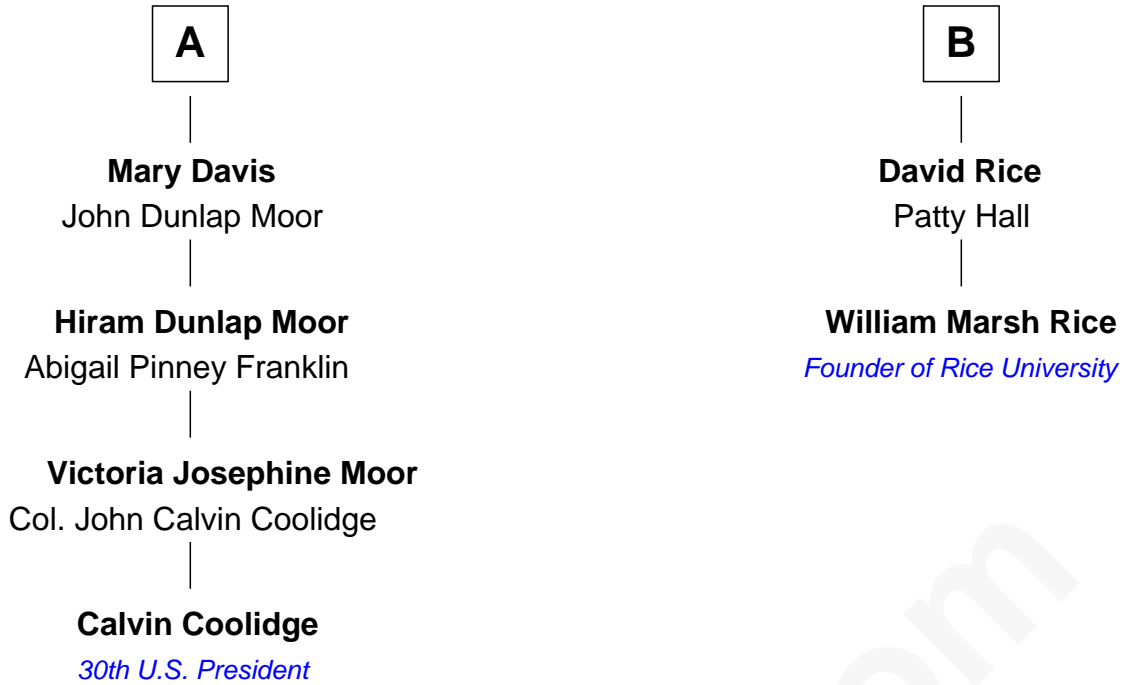 A
Mary Davis
John Dunlap Moor
Hiram Dunlap Moor
Abigail Pinney Franklin
Victoria Josephine Moor
Col. John Calvin Coolidge
Calvin Coolidge
30th U.S. President
B
David Rice
Patty Hall
William Marsh Rice
Founder of Rice University
om